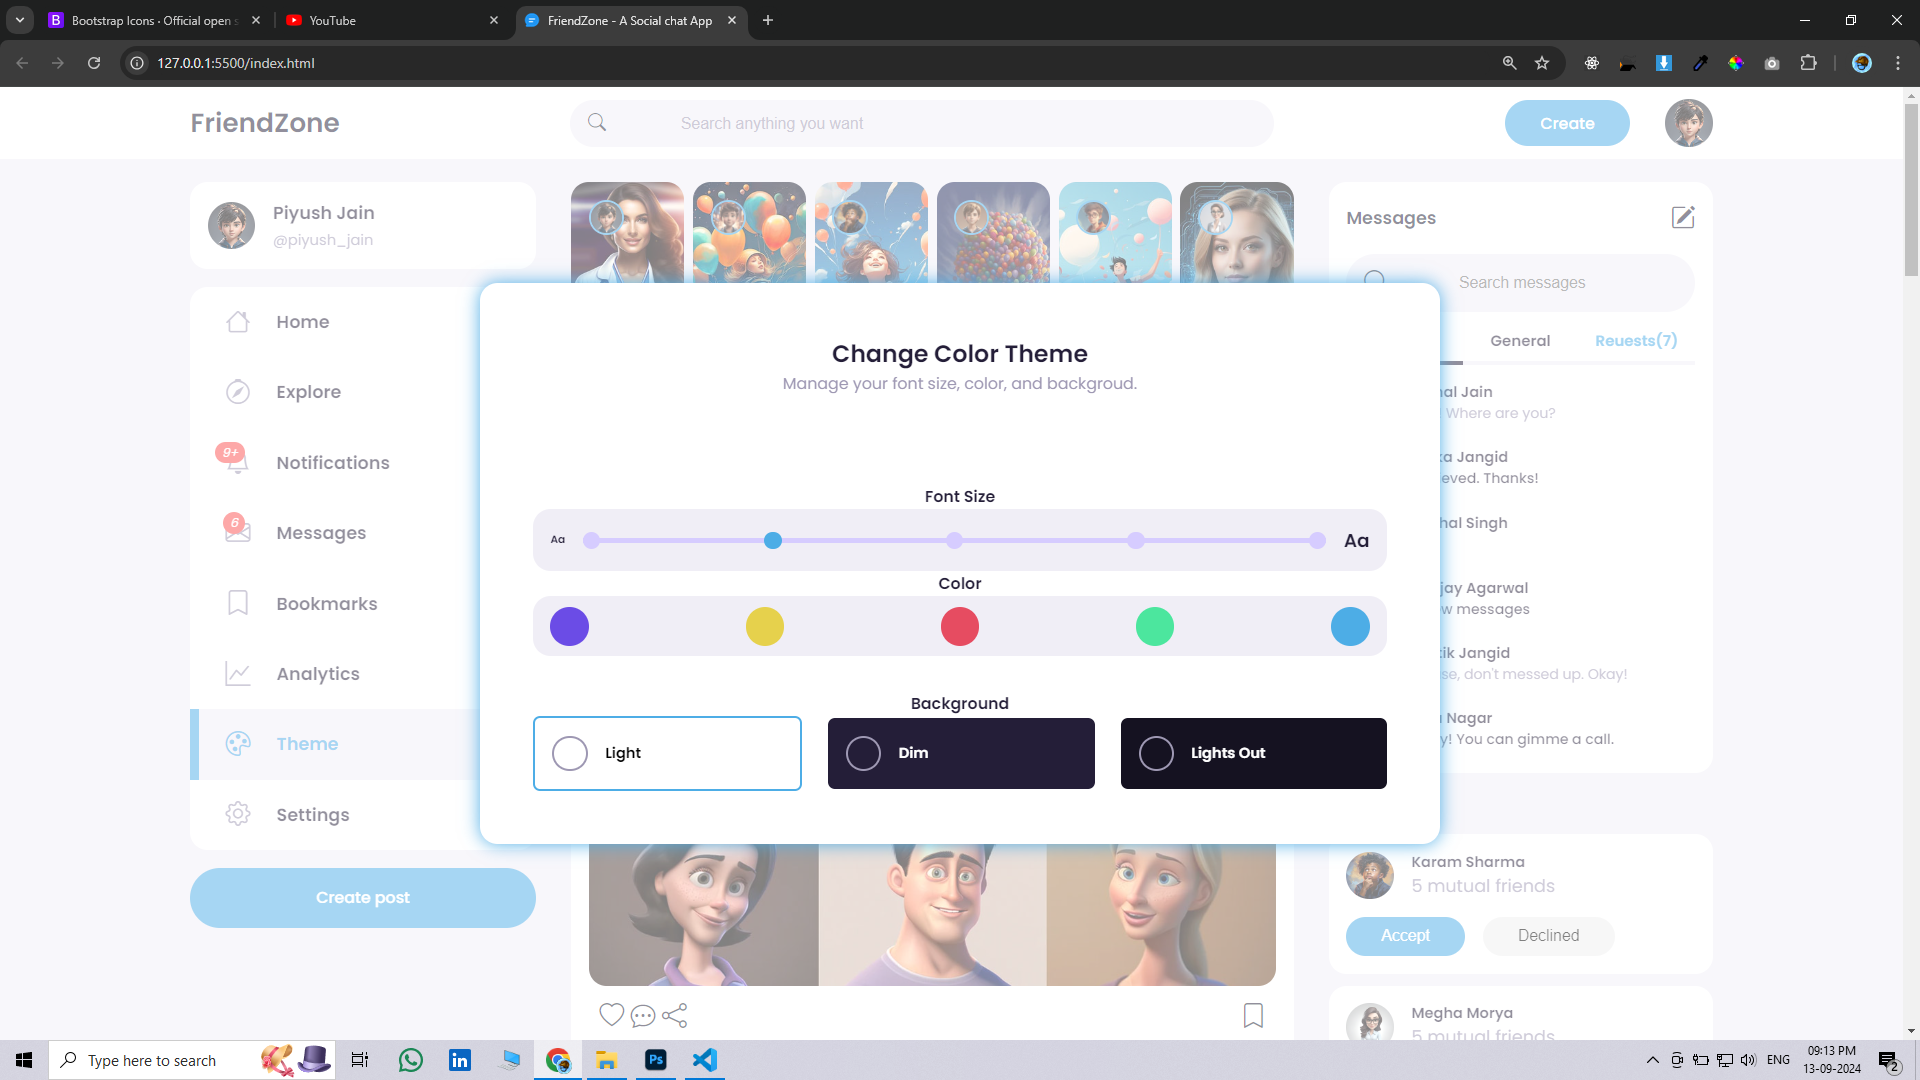 Bootstrap Icons · Official open s
YouTube
FriendZone - A Social chat App
127.0.0.1:5500/index.html
FriendZone
Search anything you want
Create
Piyush Jain
@piyush_jain
Home
Explore
9+
Notifications
6
Messages
Bookmarks
Analytics
Theme
Settings
Create post
Change Color Theme
Manage your font size, color, and backgroud.
Font Size
Aa
Aa
Color
Background
Light
Dim
Lights Out
Messages
Search messages
General
Reuests(7)
al Jain
Where are you?
a Jangid
eved. Thanks!
hal Singh
jay Agarwal
w messages
tik Jangid
se, don't messed up. Okay!
Nagar
y! You can gimme a call.
Karam Sharma
5 mutual friends
Accept
Declined
Megha Morya
5 mutual friends
Type here to search
Ps
ENG
09:13 PM
13-09-2024
2